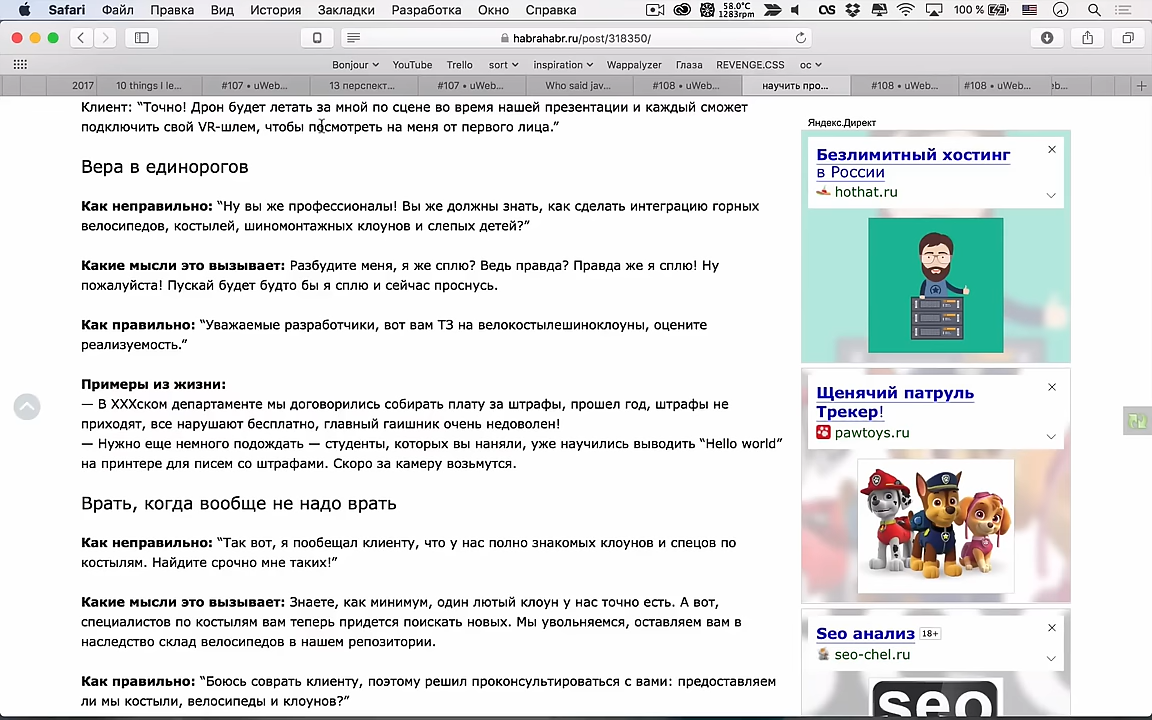 Safari Файл Правка Вид История Закладки Разработка Окно Справка 58.0°C 1283rpm 100 %
habrahabr.ru/post/318350/
Bonjour YouTube Trello sort inspiration Wappalyzer Глаза REVENGE.CSS ос
2017 10 things I le... #107 • uWeb... 13 перспект... #107 • uWeb... Who said jav... #108 • uWeb... научить про... #108 • uWeb... #108 • uWeb...
Клиент: “Точно! Дрон будет летать за мной по сцене во время нашей презентации и каждый сможет
подключить свой VR-шлем, чтобы посмотреть на меня от первого лица.”
Вера в единорогов
Как неправильно: “Ну вы же профессионалы! Вы же должны знать, как сделать интеграцию горных
велосипедов, костылей, шиномонтажных клоунов и слепых детей?”
Какие мысли это вызывает: Разбудите меня, я же сплю? Ведь правда? Правда же я сплю! Ну
пожалуйста! Пускай будет будто бы я сплю и сейчас проснусь.
Как правильно: “Уважаемые разработчики, вот вам ТЗ на велокостылешиноклоуны, оцените
реализуемость.”
Примеры из жизни:
— В XXXском департаменте мы договорились собирать плату за штрафы, прошел год, штрафы не
приходят, все нарушают бесплатно, главный гаишник очень недоволен!
— Нужно еще немного подождать — студенты, которых вы наняли, уже научились выводить “Hello world”
на принтере для писем со штрафами. Скоро за камеру возьмутся.
Врать, когда вообще не надо врать
Как неправильно: “Так вот, я пообещал клиенту, что у нас полно знакомых клоунов и спецов по
костылям. Найдите срочно мне таких!”
Какие мысли это вызывает: Знаете, как минимум, один лютый клоун у нас точно есть. А вот,
специалистов по костылям вам теперь придется поискать новых. Мы увольняемся, оставляем вам в
наследство склад велосипедов в нашем репозитории.
Как правильно: “Боюсь соврать клиенту, поэтому решил проконсультироваться с вами: предоставляем
ли мы костыли, велосипеды и клоунов?”
Яндекс.Директ
Безлимитный хостинг
в России
hothat.ru
Щенячий патруль
Трекер!
pawtoys.ru
Seo анализ 18+
seo-chel.ru
seo